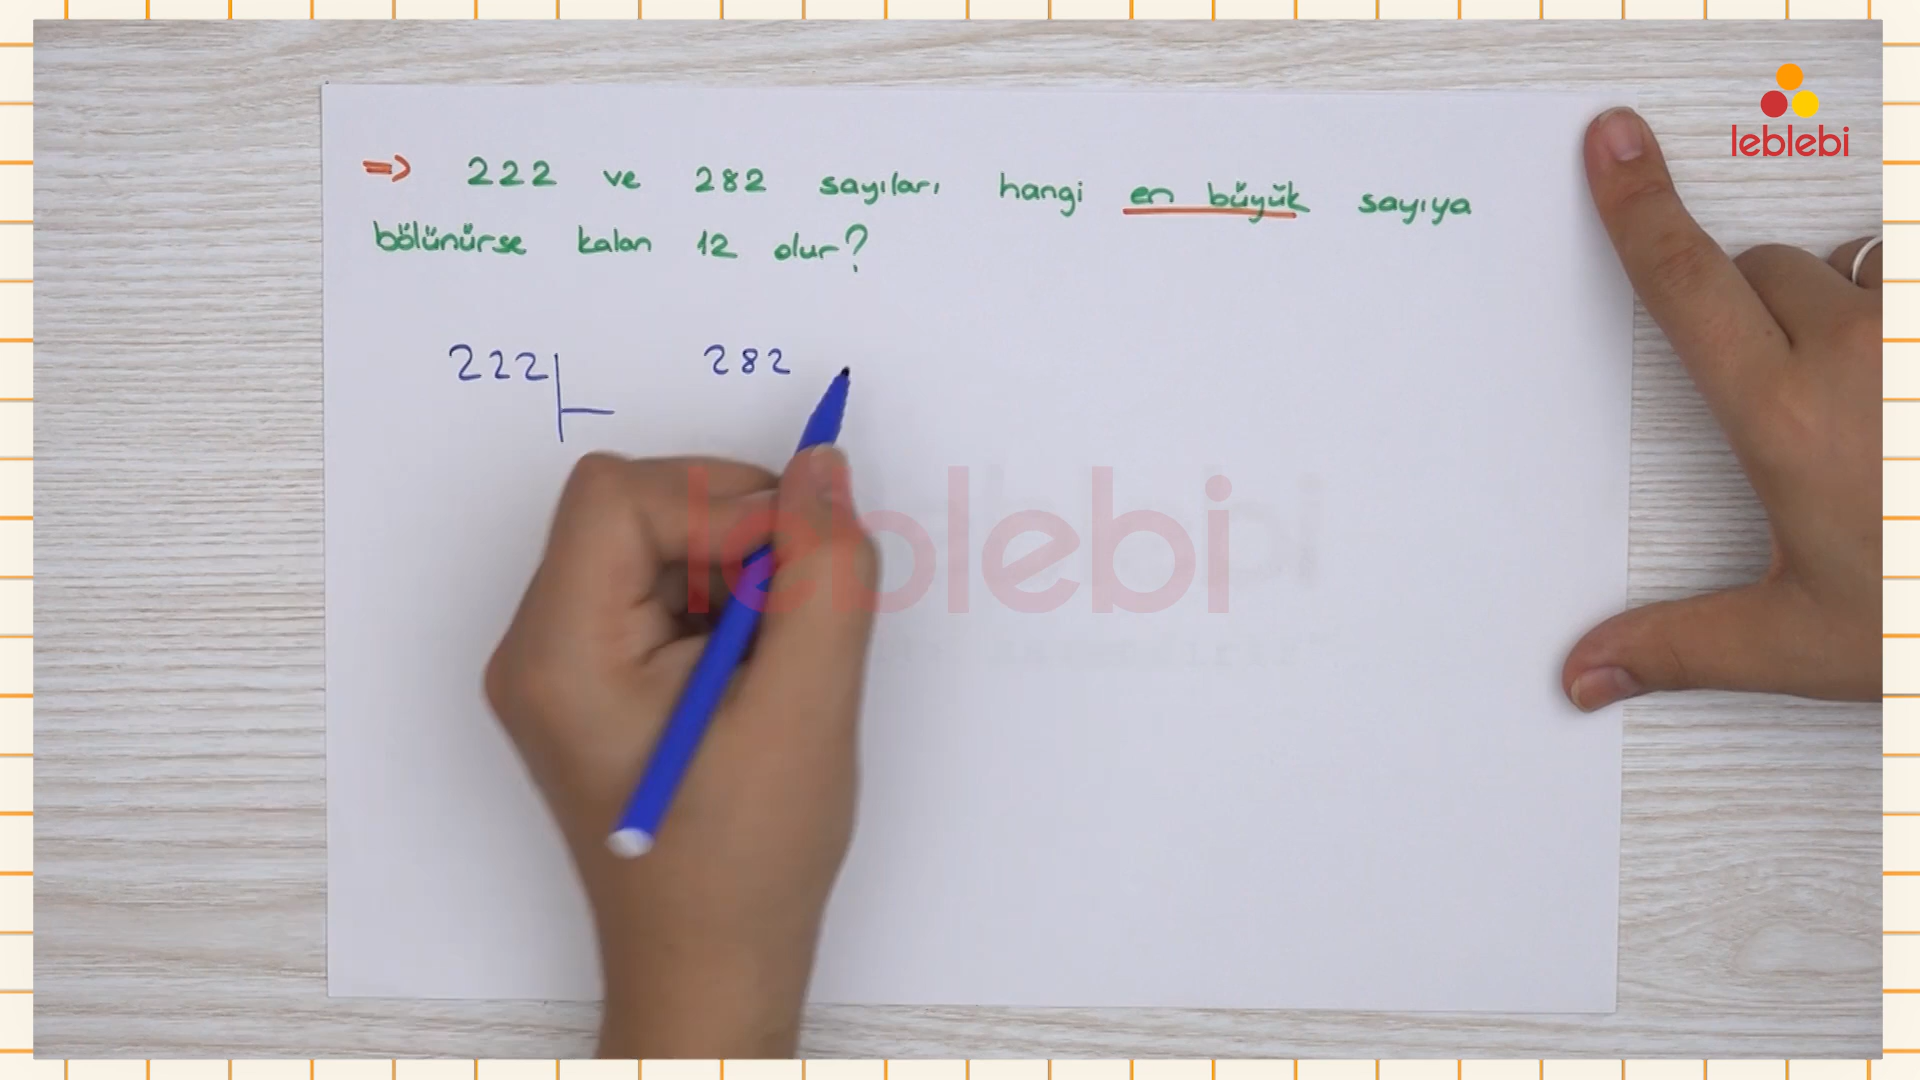 leblebi
⇒ 222 ve 282 sayıları hangi en büyük sayıya
bölünürse kalan 12 olur?
222 282
leblebi